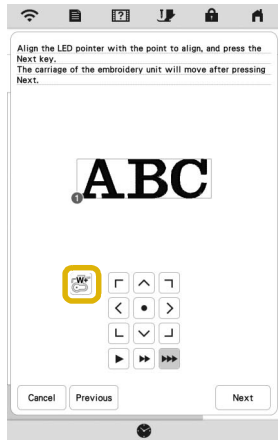 Align the LED pointer with the point to align, and press the
Next key.
The carriage of the embroidery unit will move after pressing
Next.
ABC
1
W+
Cancel
Previous
Next